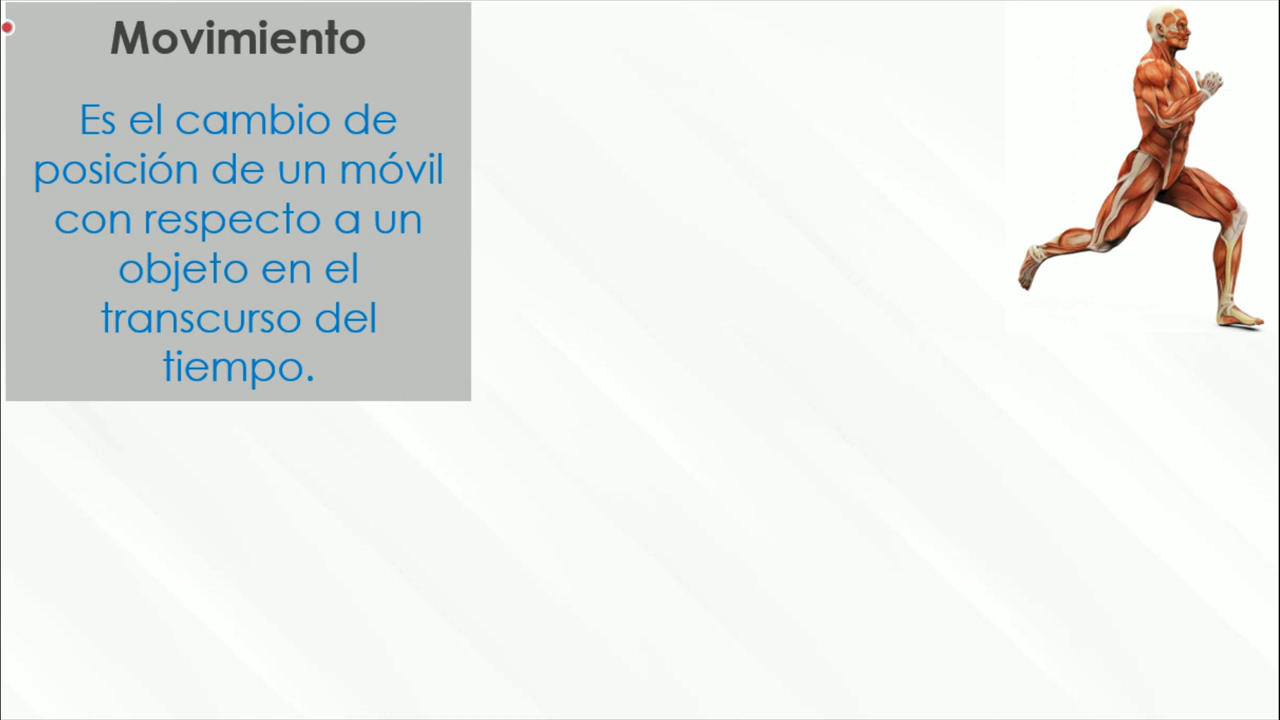 Movimiento
Es el cambio de
posición de un móvil
con respecto a un
objeto en el
transcurso del
tiempo.